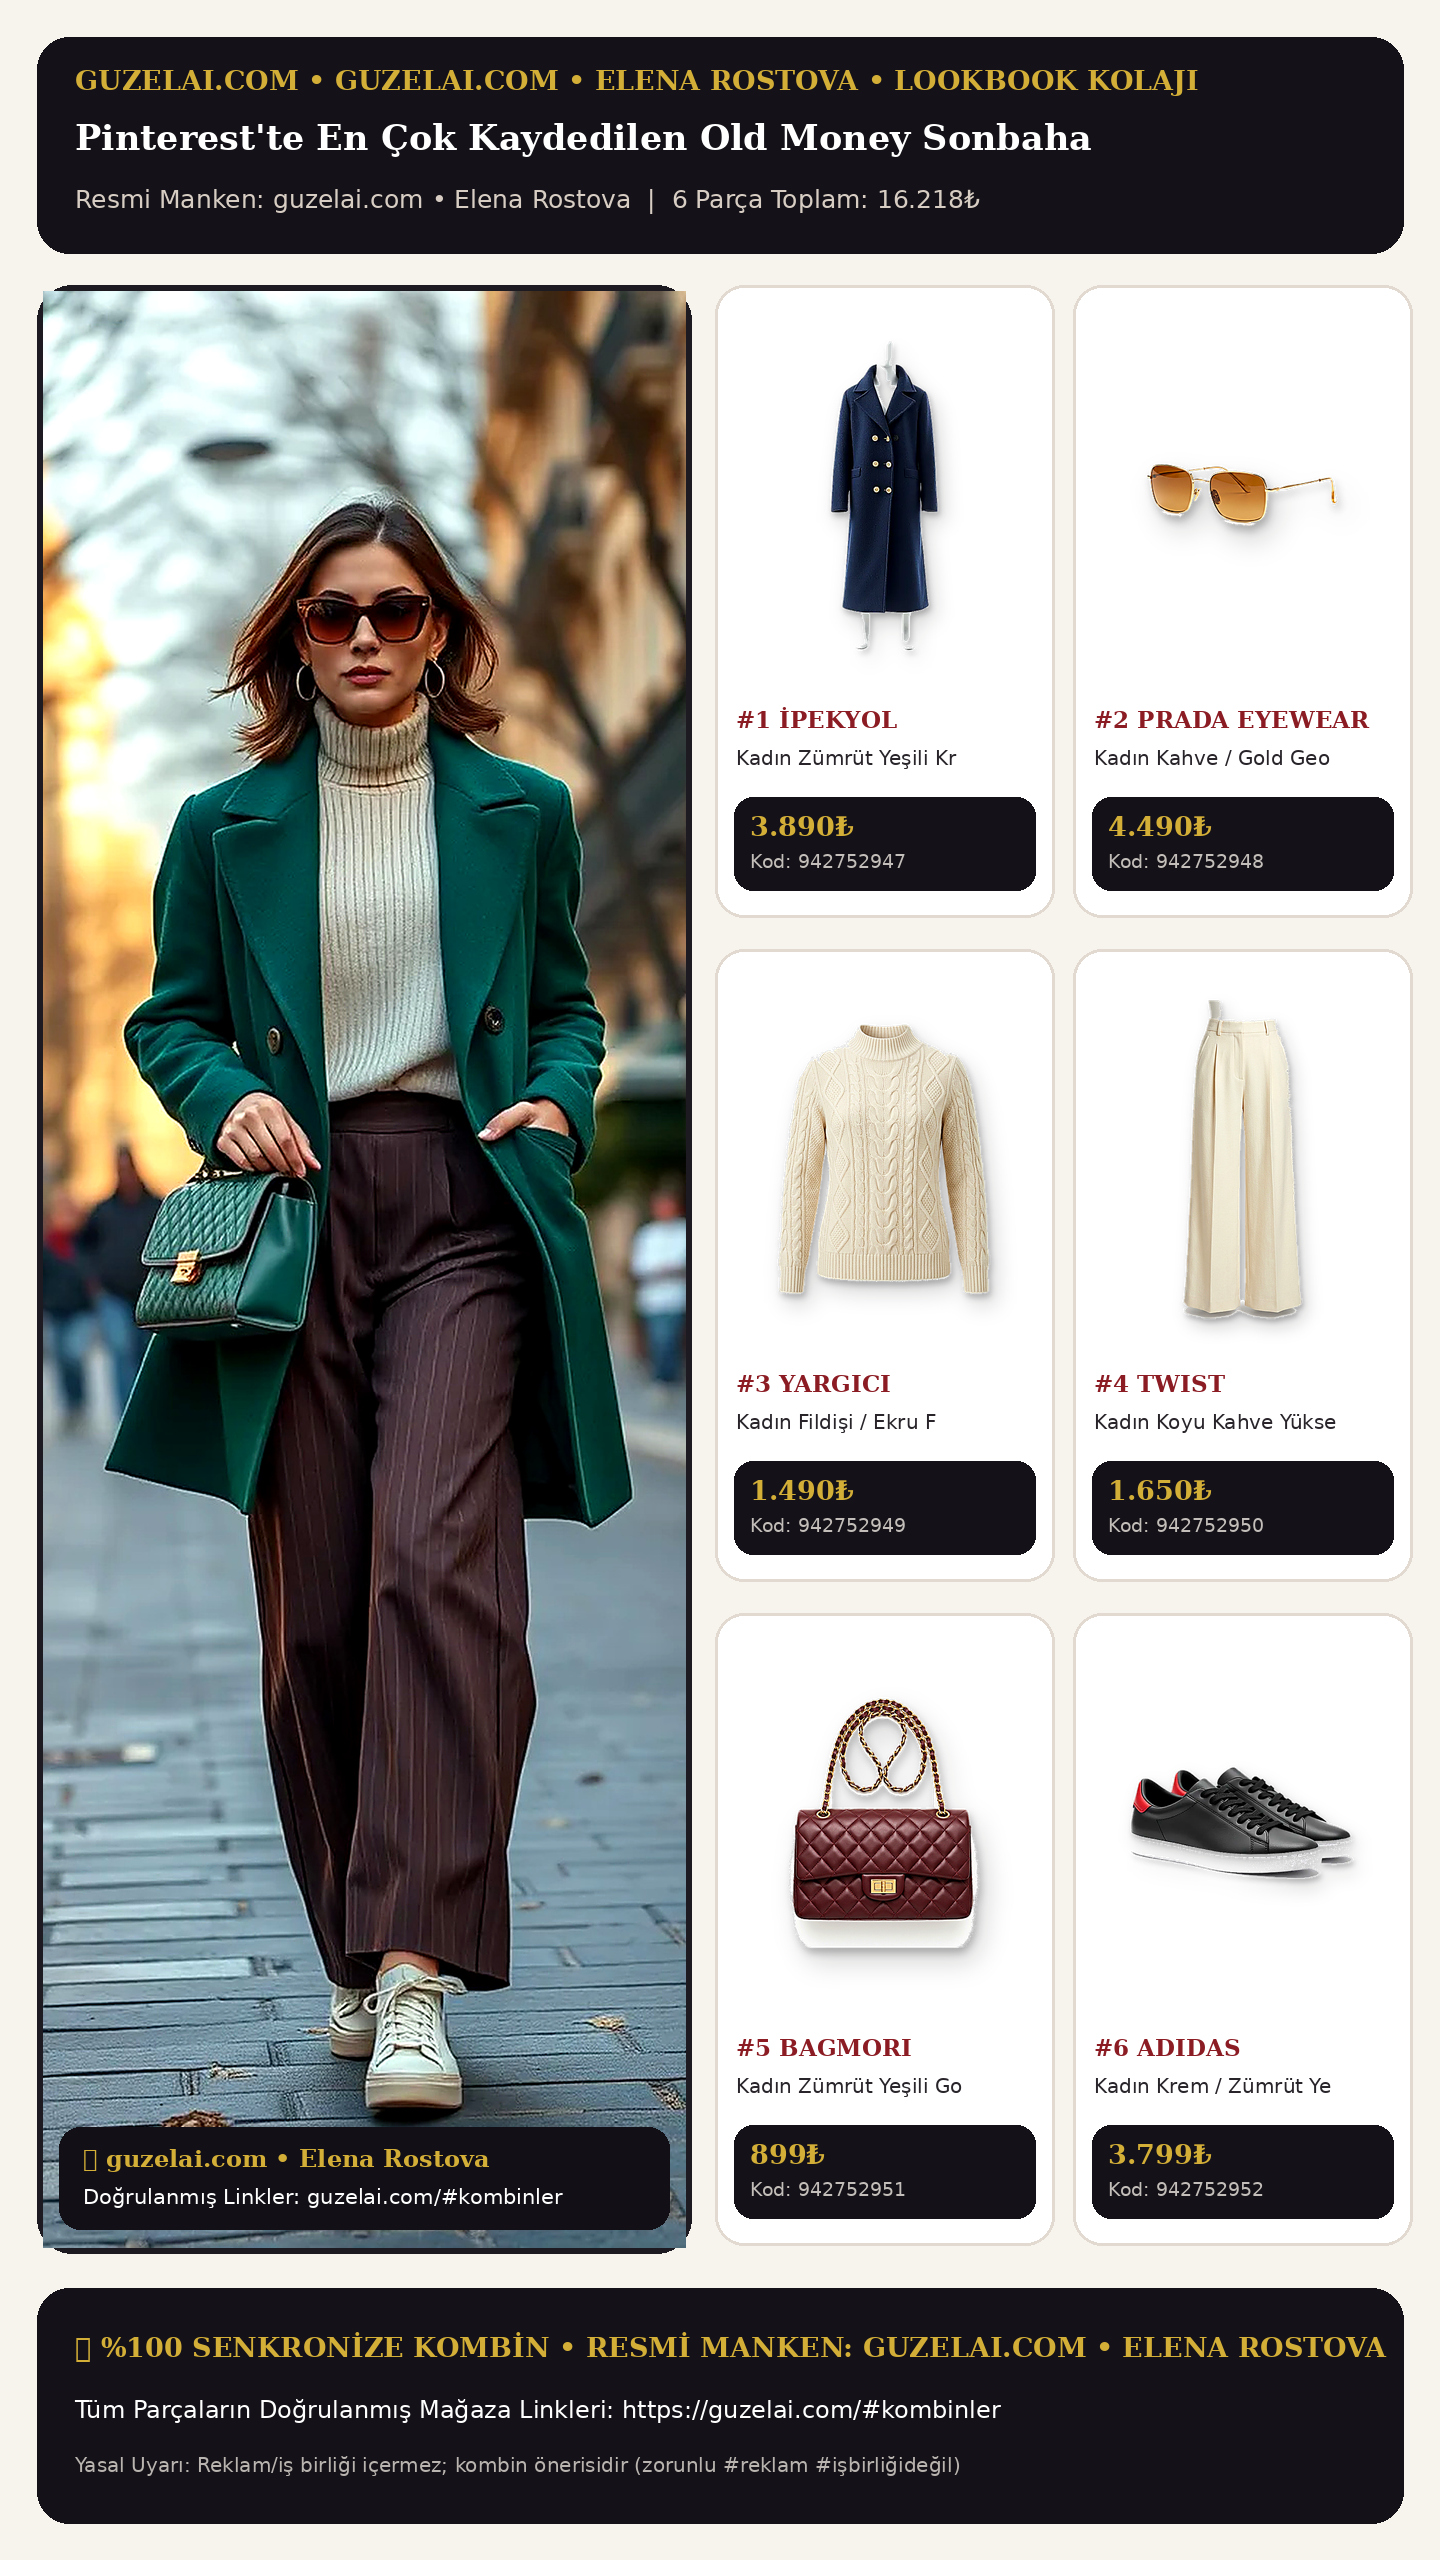 GUZELAI.COM • GUZELAI.COM • ELENA ROSTOVA • LOOKBOOK KOLAJI
Pinterest'te En Çok Kaydedilen Old Money Sonbaha
Resmi Manken: guzelai.com • Elena Rostova | 6 Parça Toplam: 16.218₺
#1 İPEKYOL
Kadın Zümrüt Yeşili Kr
3.890₺
Kod: 942752947
#2 PRADA EYEWEAR
Kadın Kahve / Gold Geo
4.490₺
Kod: 942752948
#3 YARGICI
Kadın Fildişi / Ekru F
1.490₺
Kod: 942752949
#4 TWIST
Kadın Koyu Kahve Yükse
1.650₺
Kod: 942752950
#5 BAGMORI
Kadın Zümrüt Yeşili Go
899₺
Kod: 942752951
#6 ADIDAS
Kadın Krem / Zümrüt Ye
3.799₺
Kod: 942752952
guzelai.com • Elena Rostova
Doğrulanmış Linkler: guzelai.com/#kombinler
%100 SENKRONİZE KOMBİN • RESMİ MANKEN: GUZELAI.COM • ELENA ROSTOVA
Tüm Parçaların Doğrulanmış Mağaza Linkleri: https://guzelai.com/#kombinler
Yasal Uyarı: Reklam/iş birliği içermez; kombin önerisidir (zorunlu #reklam #işbirliğideğil)